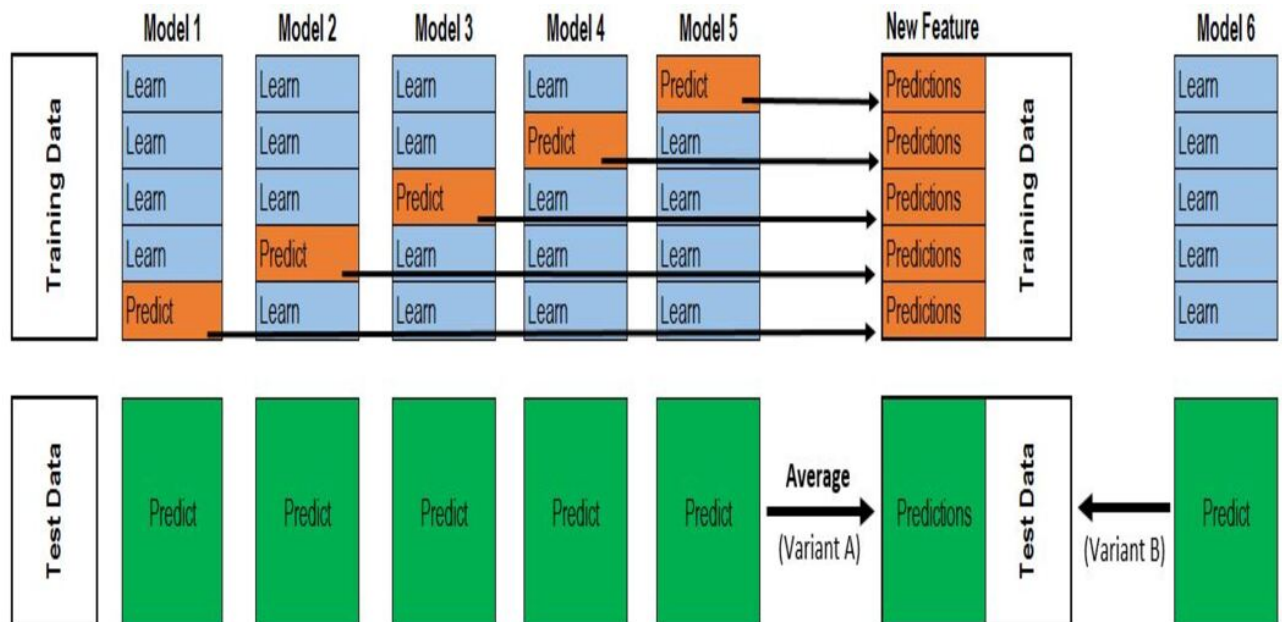 Model 1 Model 2 Model 3 Model 4 Model 5 New Feature Model 6
Training Data
Learn Learn Learn Learn Predict Predictions Learn
Learn Learn Learn Predict Learn Predictions Learn
Learn Learn Predict Learn Learn Predictions Learn
Learn Predict Learn Learn Learn Predictions Learn
Predict Learn Learn Learn Learn Predictions Learn
Training Data
Test Data
Predict Predict Predict Predict Predict
Average
(Variant A)
Predictions
Test Data
(Variant B)
Predict